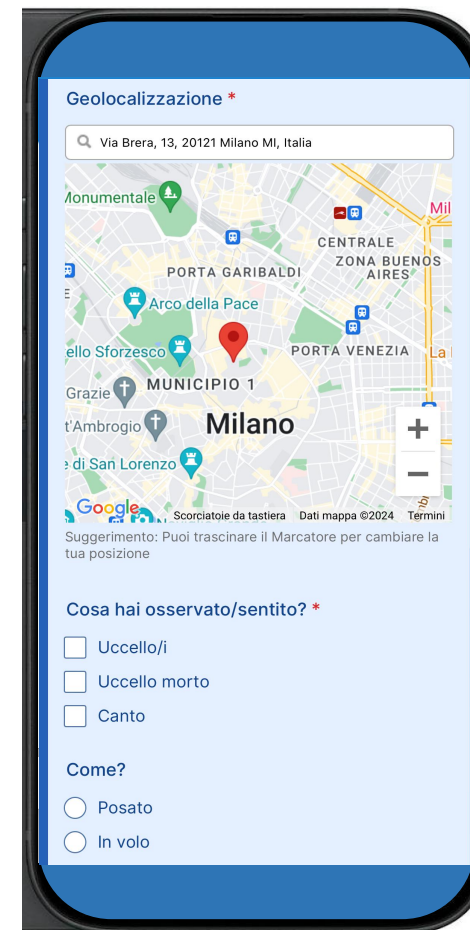 Geolocalizzazione *
Via Brera, 13, 20121 Milano MI, Italia
Monumentale
Mil
CENTRALE
PORTA GARIBALDI
ZONA BUENOS
AIRES
Arco della Pace
ello Sforzesco
PORTA VENEZIA
La
Grazie
MUNICIPIO 1
t'Ambrogio
Milano
e di San Lorenzo
Google
Scorciatoie da tastiera Dati mappa ©2024 Termini
Suggerimento: Puoi trascinare il Marcatore per cambiare la
tua posizione
Cosa hai osservato/sentito? *
Uccello/i
Uccello morto
Canto
Come?
Posato
In volo